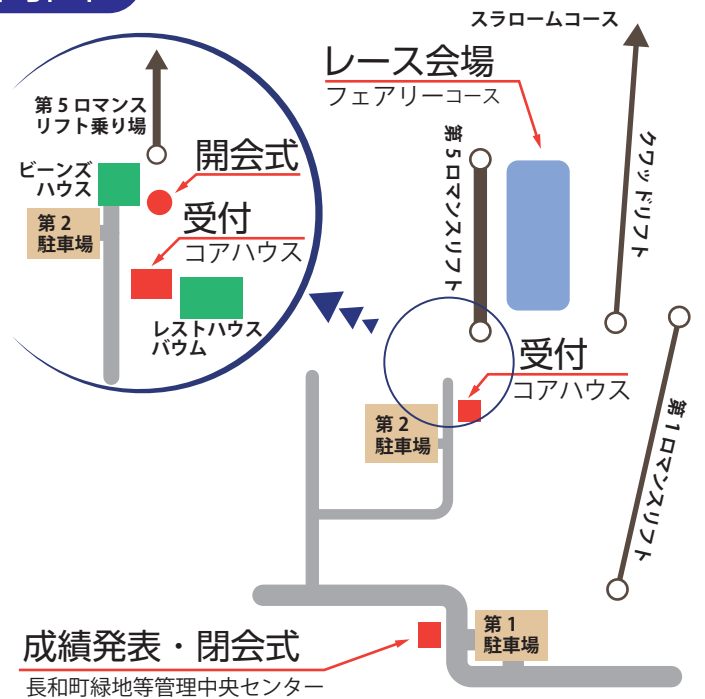 スラロームコース
レース会場
フェアリーコース
第5ロマンス
リフト乗り場
開会式
ビーンズ
ハウス
受付
コアハウス
第2
駐車場
レストハウス
バウム
第5ロマンスリフト
クワッドリフト
受付
コアハウス
第2
駐車場
第1ロマンスリフト
成績発表・閉会式
長和町緑地等管理中央センター
第1
駐車場